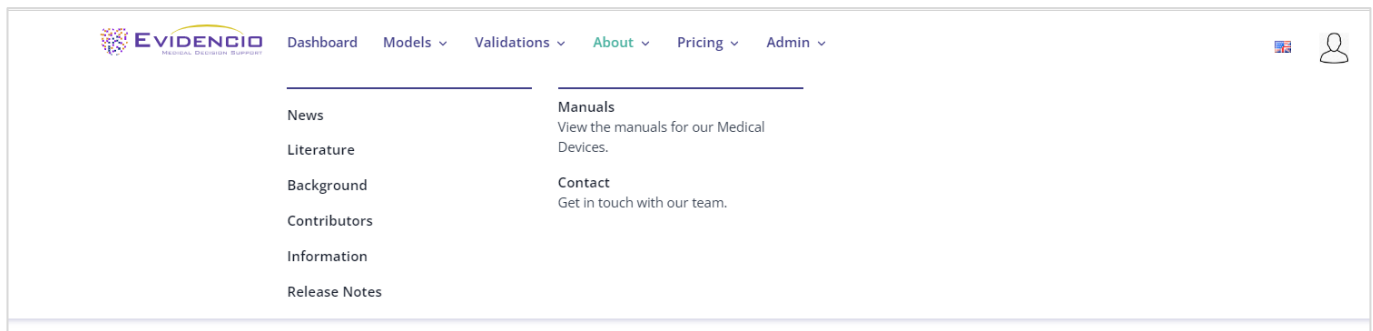 EVIDENCIO
MEDICAL DECISION SUPPORT
Dashboard Models Validations About Pricing Admin
News
Literature
Background
Contributors
Information
Release Notes
Manuals
View the manuals for our Medical
Devices.
Contact
Get in touch with our team.